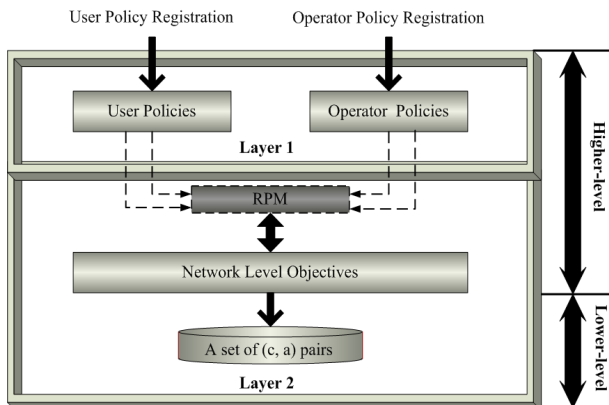 User Policy Registration
Operator Policy Registration
User Policies
Operator Policies
Layer 1
Higher-level
RPM
Network Level Objectives
A set of (c, a) pairs
Layer 2
Lower-level